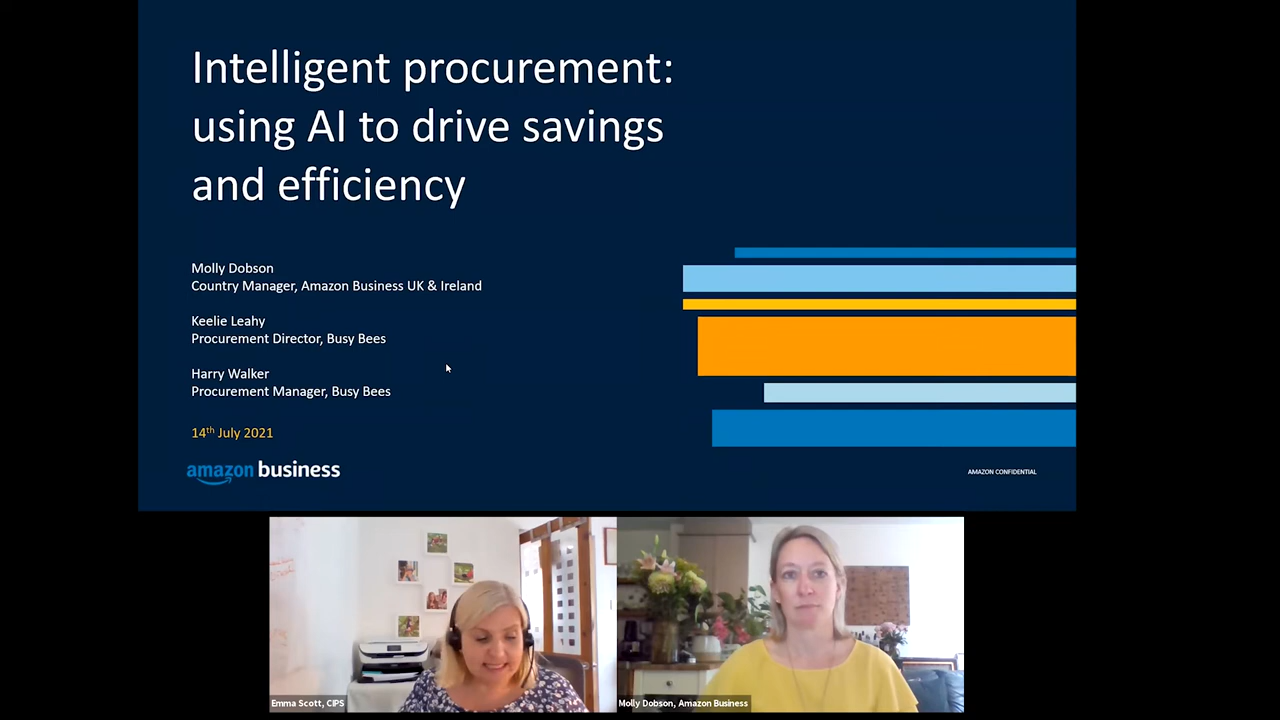 Intelligent procurement:
using AI to drive savings
and efficiency
Molly Dobson
Country Manager, Amazon Business UK & Ireland
Keelie Leahy
Procurement Director, Busy Bees
Harry Walker
Procurement Manager, Busy Bees
14th July 2021
amazon business
AMAZON CONFIDENTIAL
Emma Scott, CIPS
Molly Dobson, Amazon Business